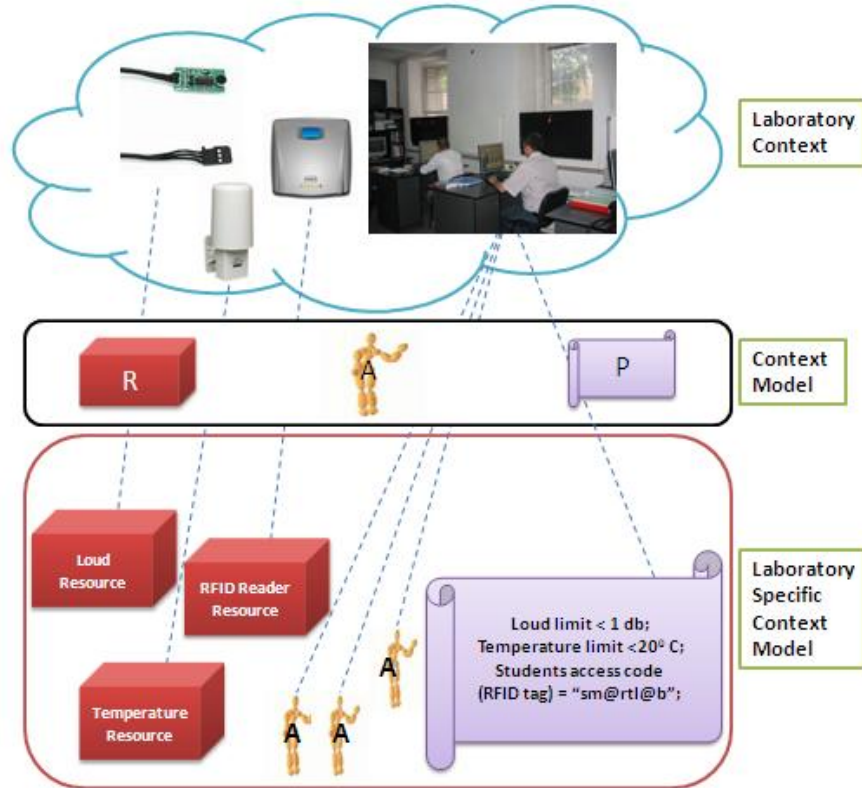 Laboratory
Context
R
A
P
Context
Model
Loud
Resource
RFID Reader
Resource
Temperature
Resource
A
A
A
Loud limit < 1 db;
Temperature limit <20⁰ C;
Students access code
(RFID tag) = “sm@rtl@b”;
Laboratory
Specific
Context
Model